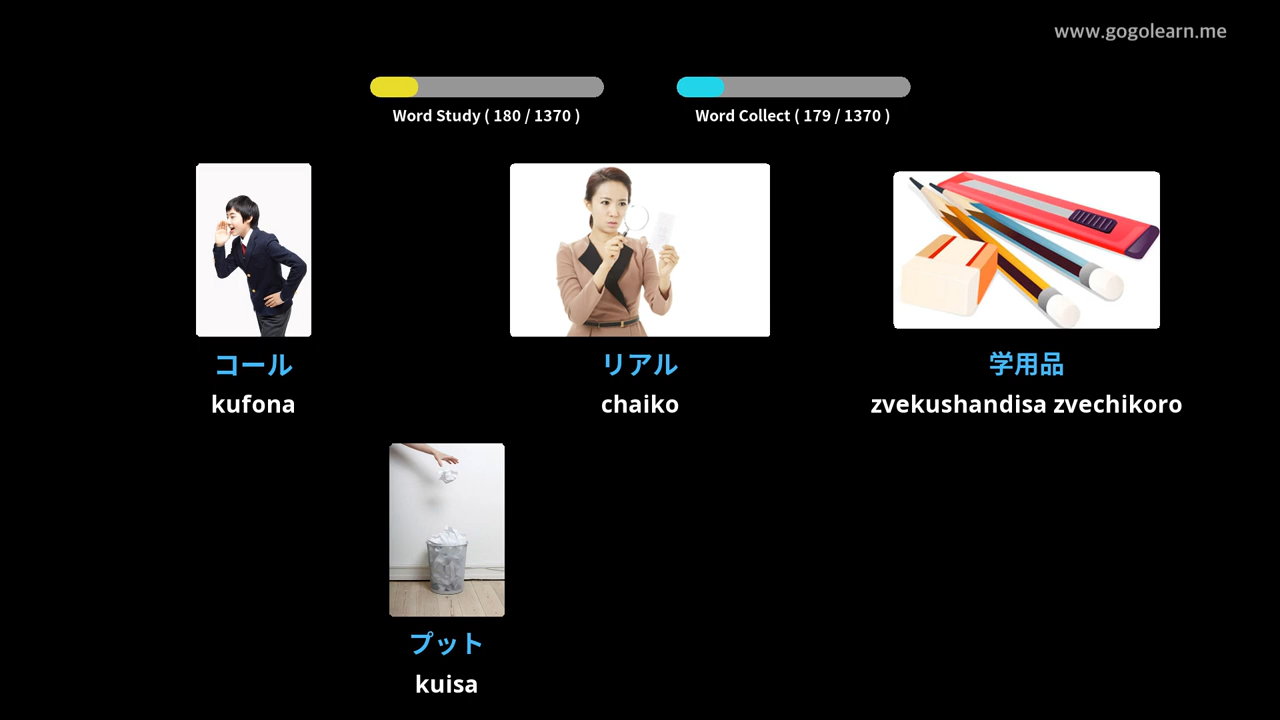 www.gogolearn.me
Word Study ( 180 / 1370 )
Word Collect ( 179 / 1370 )
コール
kufona
リアル
chaiko
学用品
zvekushandisa zvechikoro
プット
kuisa